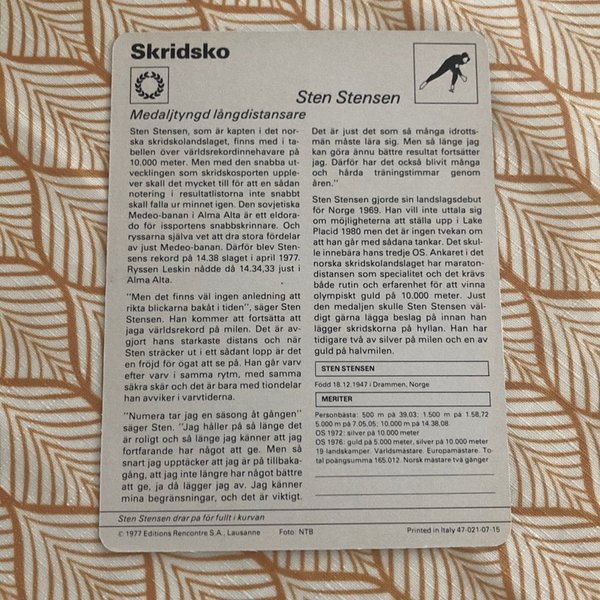 Skridsko
Sten Stensen
Medaljtyngd långdistansare
Sten Stensen, som är kapten i det nor-
ska skridskolandslaget, finns med i ta-
bellen över världsrekordinnehavare på
10.000 meter. Men med den snabba ut-
vecklingen som skridskosporten upple-
ver skall det mycket till för att en sådan
notering i resultatlistorna inte snabbt
skall falla ur minnet igen. Den sovjetiska
Medeo-banan i Alma Alta är ett eldora-
do för issportens snabbskrinnare. Och
ryssarna själva vet att dra stora fördelar
av just Medeo-banan. Därför blev Sten-
sens rekord på 14.38 slaget i april 1977.
Ryssen Leskin nådde då 14.34,33 just i
Alma Alta.
"Men det finns väl ingen anledning att
rikta blickarna bakåt i tiden", säger Sten
Stensen. Han kommer att fortsätta att
jaga världsrekord på milen. Det är av-
gjort hans starkaste distans och när
Sten sträcker ut i ett sådant lopp är det
en fröjd för ögat att se på. Han går varv
efter varv i samma rytm, med samma
säkra skär och det är bara med tiondelar
han avviker i varvtiderna.
"Numera tar jag en säsong åt gången"
säger Sten. "Jag håller på så länge det
är roligt och så länge jag känner att jag
fortfarande har något att ge. Men så
snart jag upptäcker att jag är på tillbaka-
gång, att jag inte längre har något bättre
att ge, ja då lägger jag av. Jag känner
mina begränsningar, och det är viktigt.
Det är just det som så många idrotts-
män måste lära sig. Men så länge jag
kan göra ännu bättre resultat fortsätter
jag. Därför har det också blivit många
och hårda träningstimmar genom
åren."
Sten Stensen gjorde sin landslagsdebut
för Norge 1969. Han vill inte uttala sig
om möjligheterna att ställa upp i Lake
Placid 1980 men det är ingen tvekan om
att han går med sådana tankar. Det skul-
le innebära hans tredje OS. Ankaret i det
norska skridskolandslaget har maraton-
distansen som specialitet och det krävs
både rutin och erfarenhet för att vinna
olympiskt guld på 10.000 meter. Just
den medaljen skulle Sten Stensen väl-
digt gärna lägga beslag på innan han
lägger skridskorna på hyllan. Han har
tidigare två av silver på milen och en av
guld på halvmilen.
STEN STENSEN
Född 18.12.1947 i Drammen, Norge
MERITER
Personbästa: 500 m på 39.03; 1.500 m på 1.58,72
5.000 m på 7.05.05; 10.000 m på 14.38,08
OS 1972: silver på 10.000 meter
OS 1976: guld på 5.000 meter, silver på 10.000 meter
19 landskamper. Världsmästare. Europamästare. To-
tal poängsumma 165.012. Norsk mästare två gånger
Sten Stensen drar pa för fullt i kurvan
© 1977 Editions Rencontre S.A., Lausanne Foto: NTB Printed in Italy 47-021-07-15